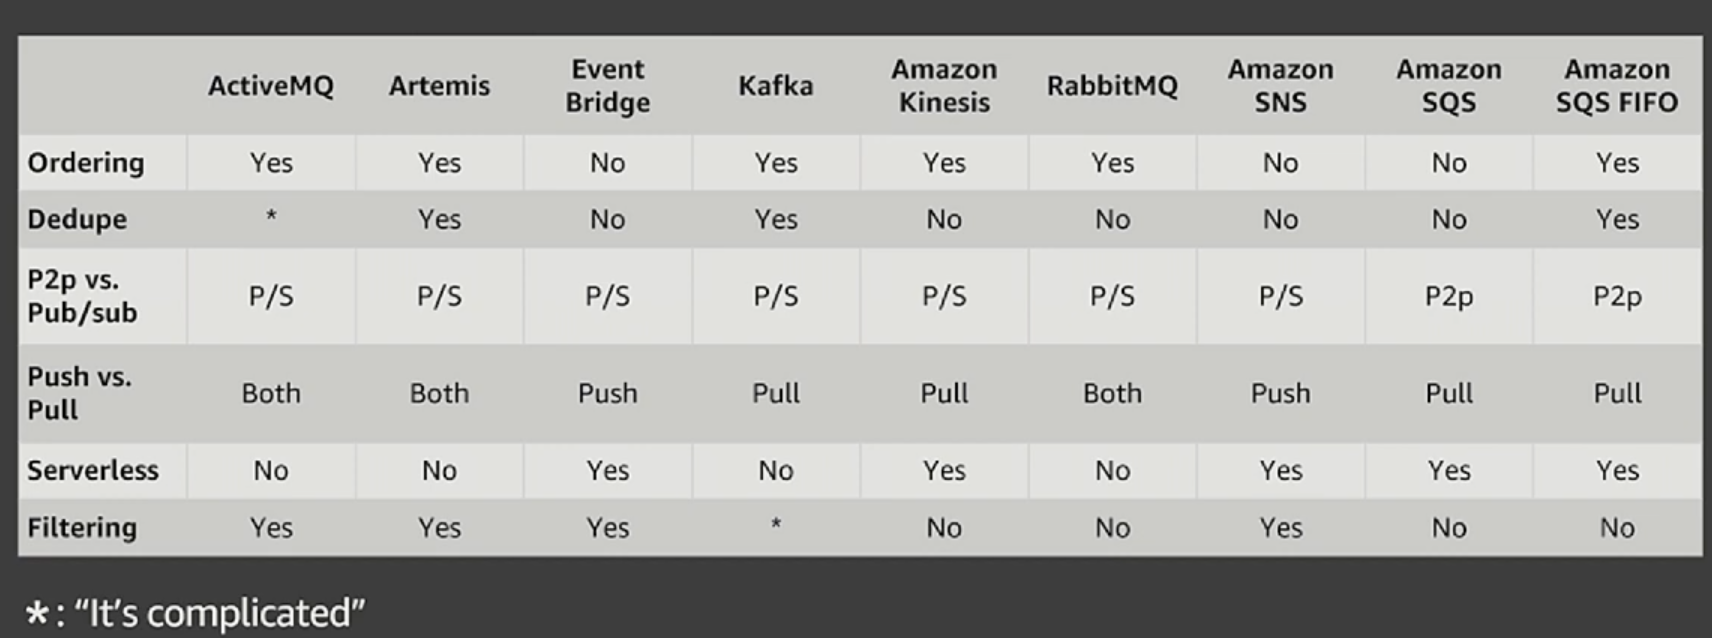 ActiveMQ Artemis Event Bridge Kafka Amazon Kinesis RabbitMQ Amazon SNS Amazon SQS Amazon SQS FIFO
Ordering Yes Yes No Yes Yes Yes No No Yes
Dedupe * Yes No Yes No No No No Yes
P2p vs. Pub/sub P/S P/S P/S P/S P/S P/S P/S P2p P2p
Push vs. Pull Both Both Push Pull Pull Both Push Pull Pull
Serverless No No Yes No Yes No Yes Yes Yes
Filtering Yes Yes Yes * No No Yes No No
*: “It’s complicated”